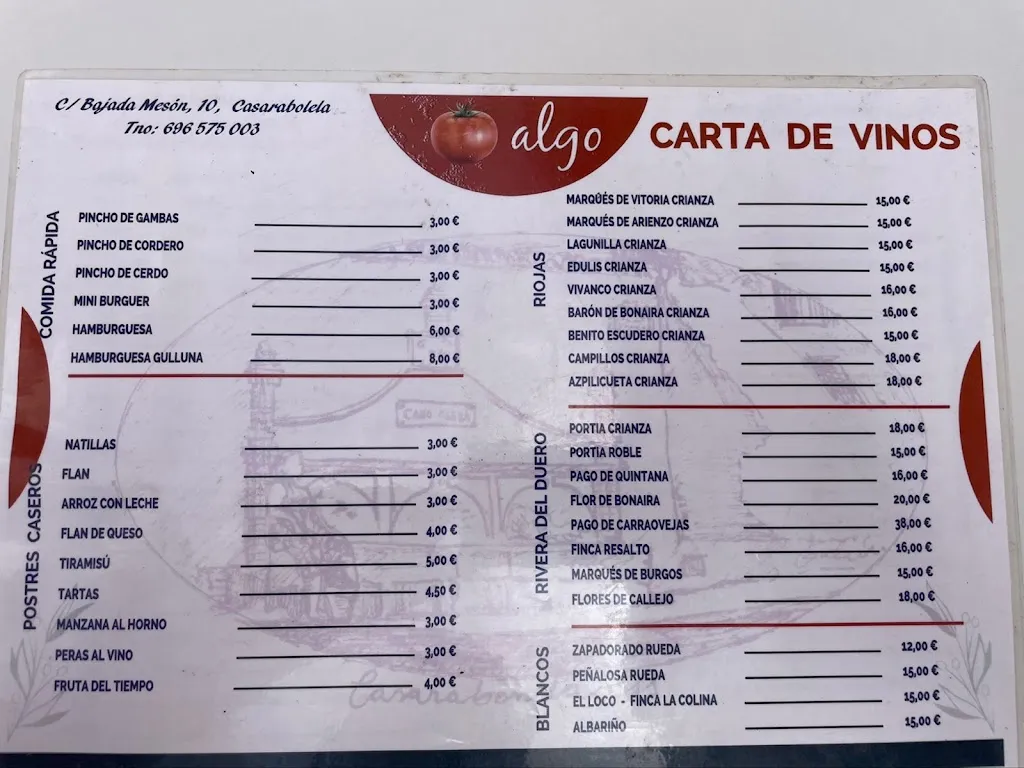 C/ Bajada Mesón, 10, Casarabolela
Tno: 696 575 003
algo
CARTA DE VINOS
COMIDA RÁPIDA
PINCHO DE GAMBAS 3,00 €
PINCHO DE CORDERO 3,00 €
PINCHO DE CERDO 3,00 €
MINI BURGUER 3,00 €
HAMBURGUESA 6,00 €
HAMBURGUESA GULLUNA 8,00 €
POSTRES CASEROS
NATILLAS 3,00 €
FLAN 3,00 €
ARROZ CON LECHE 3,00 €
FLAN DE QUESO 4,00 €
TIRAMISÚ 5,00 €
TARTAS 4,50 €
MANZANA AL HORNO 3,00 €
PERAS AL VINO 3,00 €
FRUTA DEL TIEMPO 4,00 €
RIOJAS
MARQUÉS DE VITORIA CRIANZA 15,00 €
MARQUÉS DE ARIENZO CRIANZA 15,00 €
LAGUNILLA CRIANZA 15,00 €
EDULIS CRIANZA 15,00 €
VIVANCO CRIANZA 16,00 €
BARÓN DE BONAIRA CRIANZA 16,00 €
BENITO ESCUDERO CRIANZA 15,00 €
CAMPILLOS CRIANZA 18,00 €
AZPILICUETA CRIANZA 18,00 €
RIVERA DEL DUERO
PORTIA CRIANZA 18,00 €
PORTIA ROBLE 15,00 €
PAGO DE QUINTANA 16,00 €
FLOR DE BONAIRA 20,00 €
PAGO DE CARRAOVEJAS 38,00 €
FINCA RESALTO 16,00 €
MARQUÉS DE BURGOS 15,00 €
FLORES DE CALLEJO 18,00 €
BLANCOS
ZAPADORADO RUEDA 12,00 €
PEÑALOSA RUEDA 15,00 €
EL LOCO - FINCA LA COLINA 15,00 €
ALBARIÑO 15,00 €